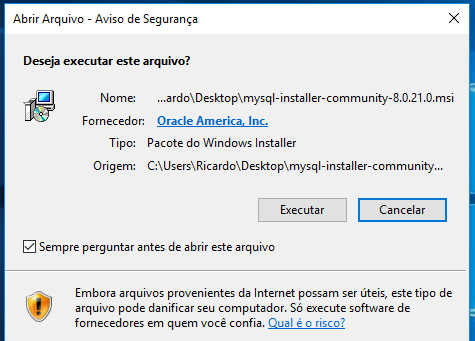 Abrir Arquivo - Aviso de Segurança
Deseja executar este arquivo?
Nome: ...ardo\Desktop\mysql-installer-community-8.0.21.0.msi
Fornecedor: Oracle America, Inc.
Tipo: Pacote do Windows Installer
Origem: C:\Users\Ricardo\Desktop\mysql-installer-community...
Executar Cancelar
Sempre perguntar antes de abrir este arquivo
Embora arquivos provenientes da Internet possam ser úteis, este tipo de
arquivo pode danificar seu computador. Só execute software de
fornecedores em quem você confia. Qual é o risco?